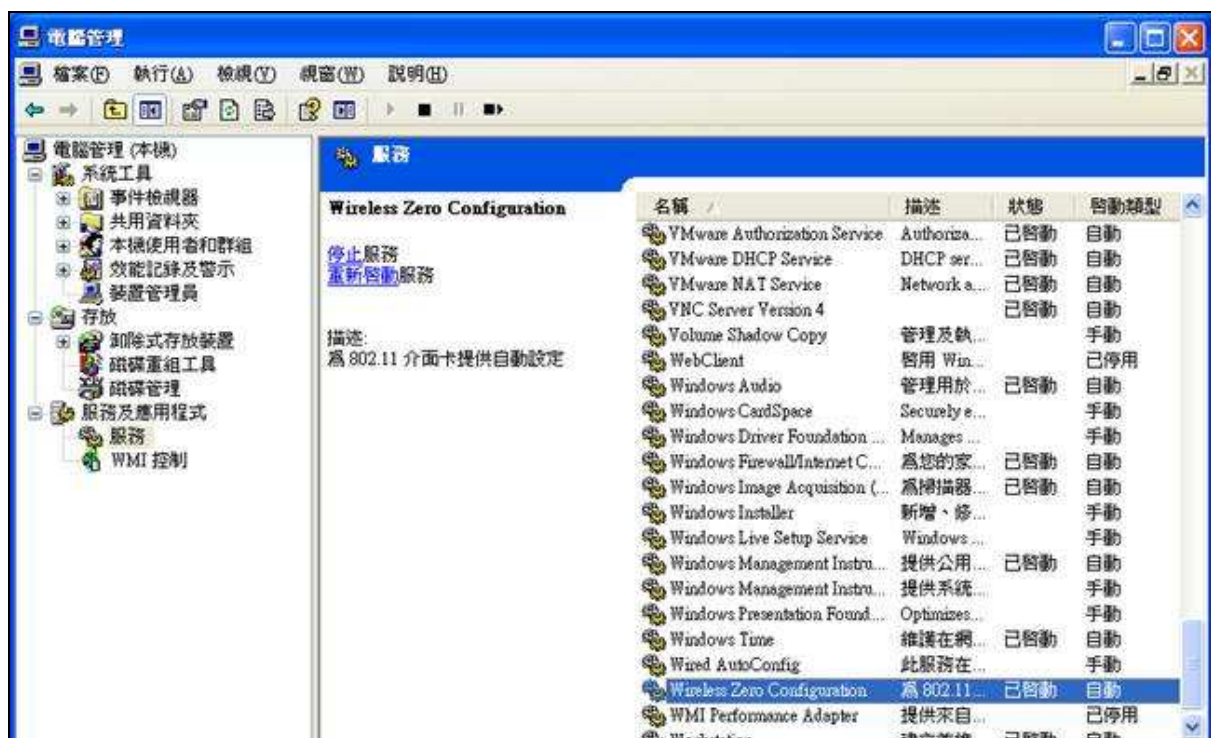 電腦管理
檔案(F) 執行(A) 檢視(V) 視窗(W) 說明(H)
電腦管理 (本機)
系統工具
事件檢視器
共用資料夾
本機使用者和群組
效能記錄及警示
裝置管理員
存放
卸除式存放裝置
磁碟重組工具
磁碟管理
服務及應用程式
服務
WMI 控制
服務
Wireless Zero Configuration
停止服務
重新啟動服務
描述:
為 802.11 介面卡提供自動設定
名稱 描述 狀態 啟動類型
VMware Authorization Service Authoriza... 已啟動 自動
VMware DHCP Service DHCP ser... 已啟動 自動
VMware NAT Service Network a... 已啟動 自動
VNC Server Version 4 已啟動 自動
Volume Shadow Copy 管理及執... 手動
WebClient 啟用 Win... 已停用
Windows Audio 管理用於... 已啟動 自動
Windows CardSpace Securely e... 手動
Windows Driver Foundation ... Manages ... 手動
Windows Firewall/Internet C... 為您的家... 已啟動 自動
Windows Image Acquisition (... 為掃描器... 已啟動 自動
Windows Installer 新增、修... 手動
Windows Live Setup Service Windows ... 手動
Windows Management Instru... 提供公用... 已啟動 自動
Windows Management Instru... 提供系統... 手動
Windows Presentation Found... Optimizes... 手動
Windows Time 維護在網... 已啟動 自動
Wired AutoConfig 此服務在... 手動
Wireless Zero Configuration 為 802.11... 已啟動 自動
WMI Performance Adapter 提供來自... 已停用